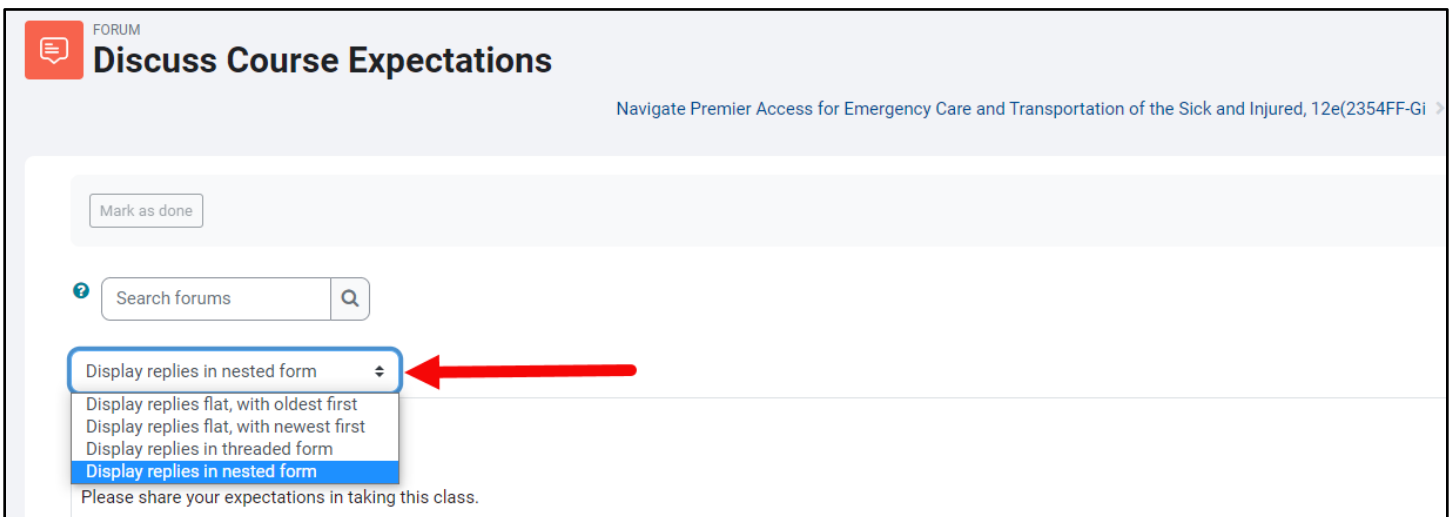 FORUM
Discuss Course Expectations
Navigate Premier Access for Emergency Care and Transportation of the Sick and Injured, 12e(2354FF-Gi >
Mark as done
Search forums
Display replies in nested form
Display replies flat, with oldest first
Display replies flat, with newest first
Display replies in threaded form
Display replies in nested form
Please share your expectations in taking this class.